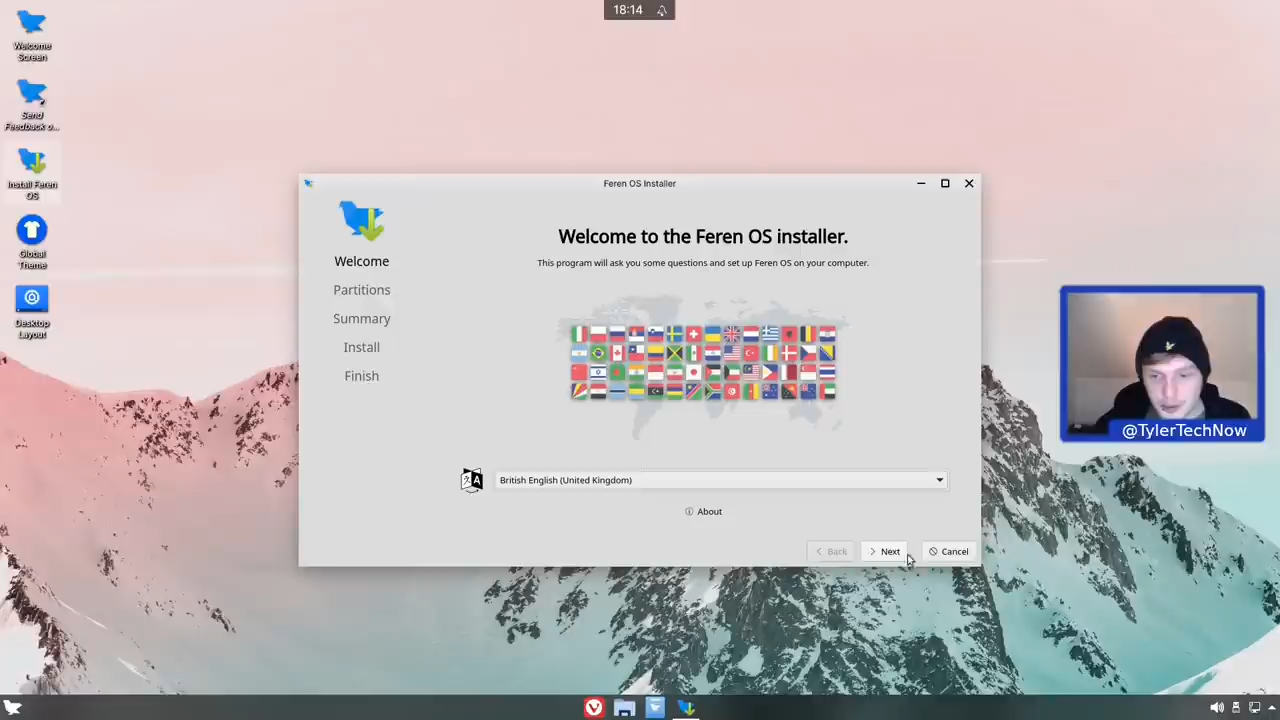 18:14
Welcome
Screen
Send
Feedback o...
Install Feren
OS
Global
Theme
Desktop
Layout
Feren OS Installer
Welcome
Partitions
Summary
Install
Finish
Welcome to the Feren OS installer.
This program will ask you some questions and set up Feren OS on your computer.
British English (United Kingdom)
About
Back
Next
Cancel
@TylerTechNow